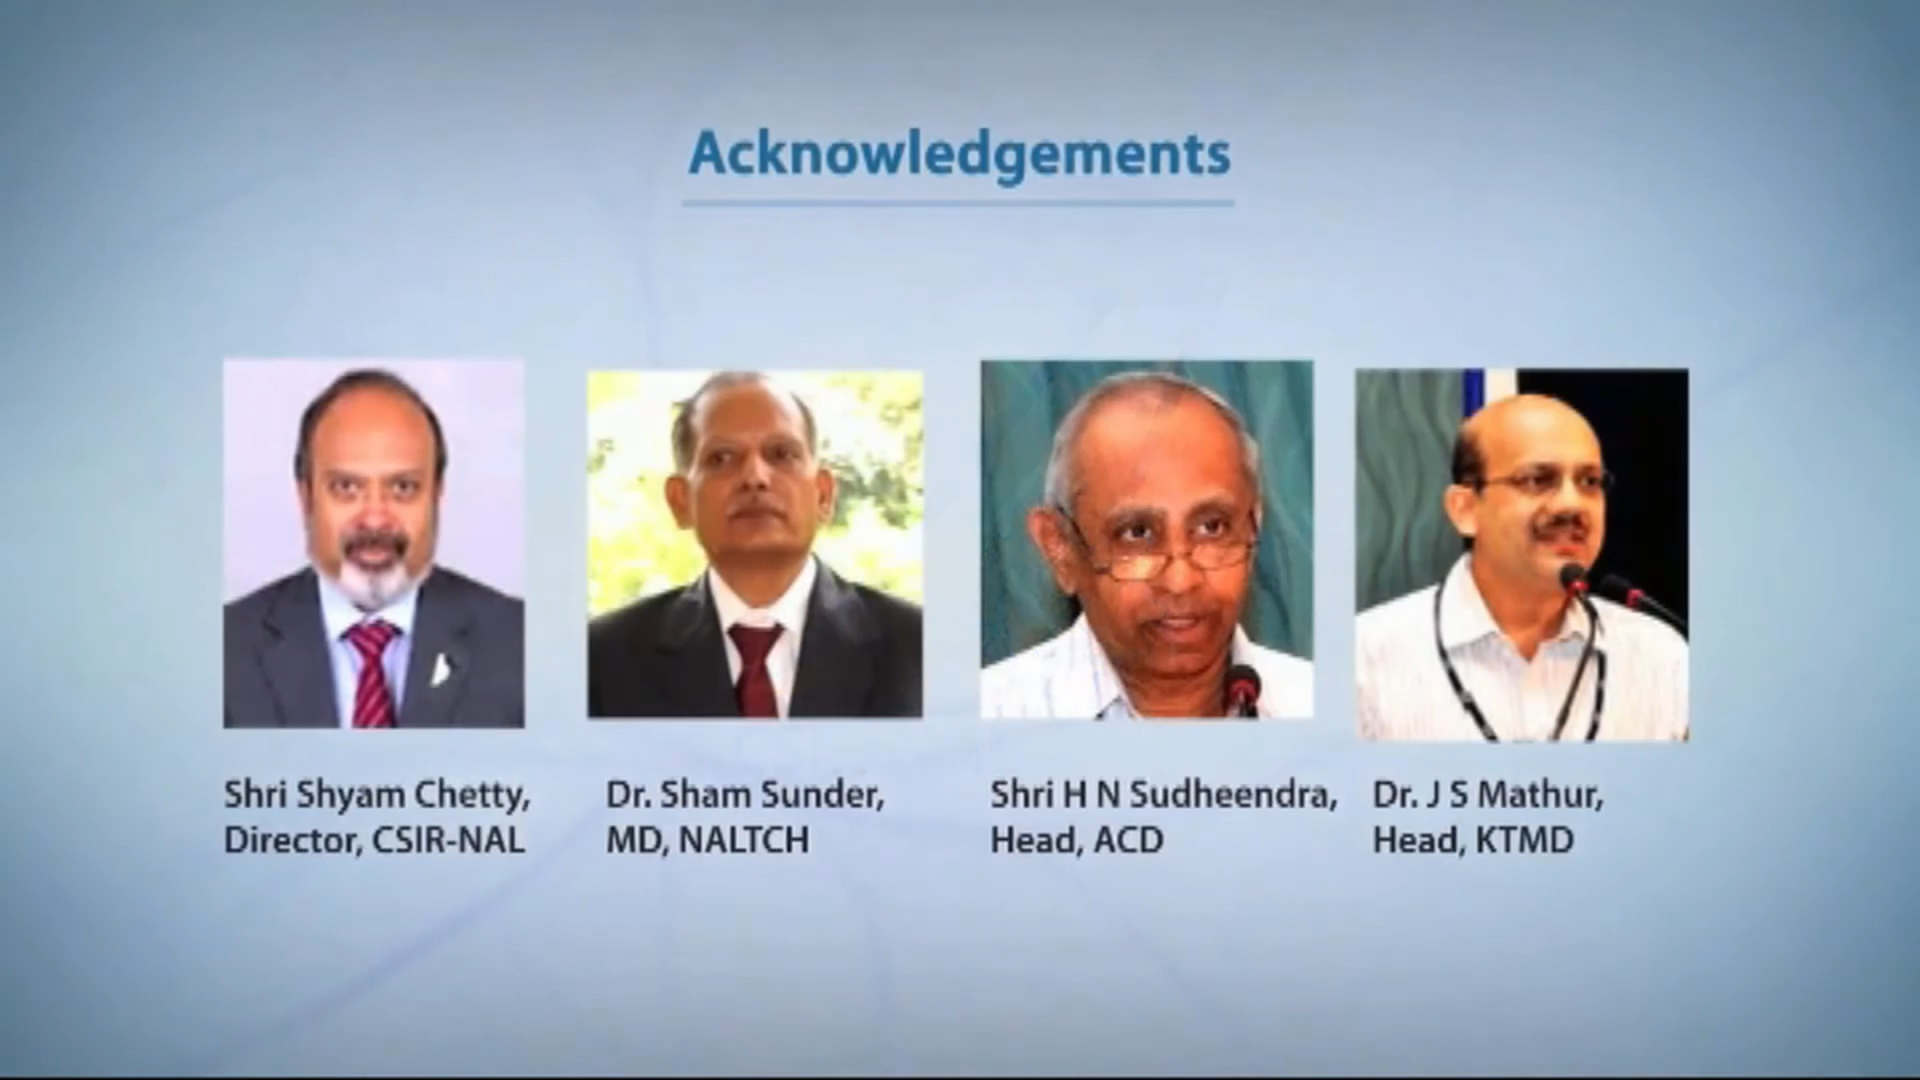 Acknowledgements
Shri Shyam Chetty,
Director, CSIR-NAL
Dr. Sham Sunder,
MD, NALTCH
Shri H N Sudheendra,
Head, ACD
Dr. J S Mathur,
Head, KTMD